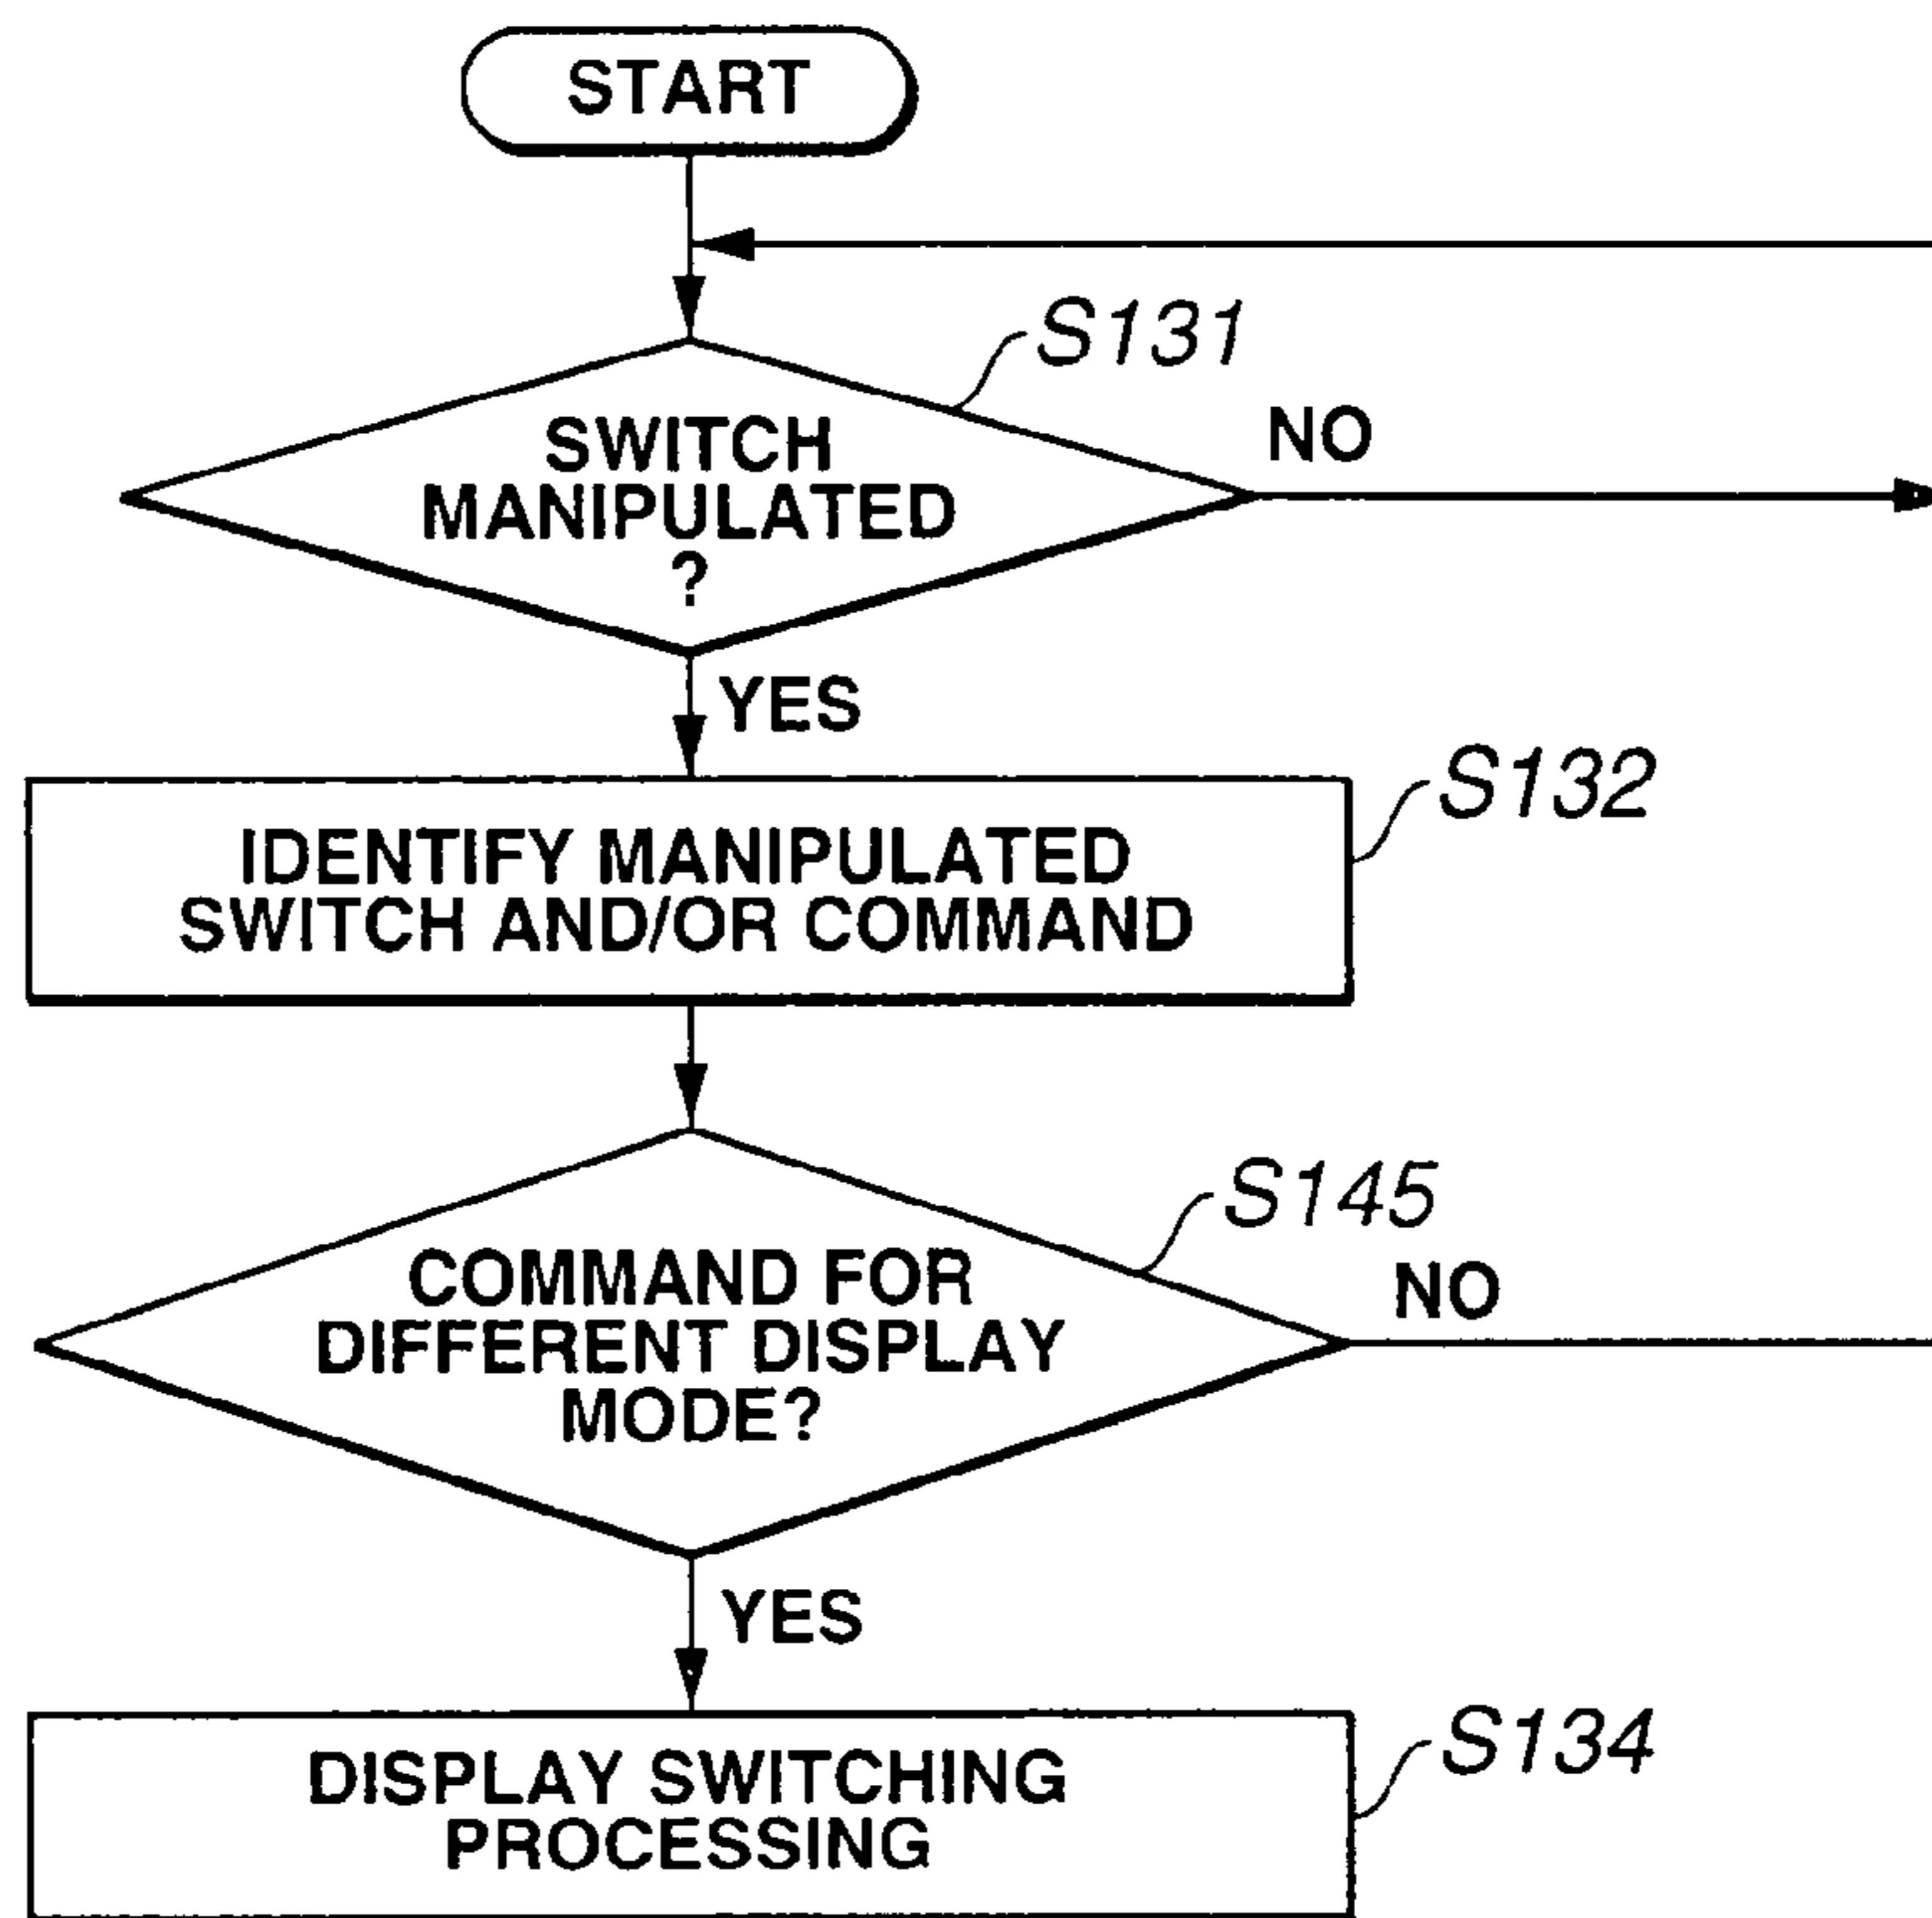 START
S131
SWITCH
MANIPULATED
?
NO
YES
S132
IDENTIFY MANIPULATED
SWITCH AND/OR COMMAND
S145
COMMAND FOR
DIFFERENT DISPLAY
MODE?
NO
YES
S134
DISPLAY SWITCHING
PROCESSING